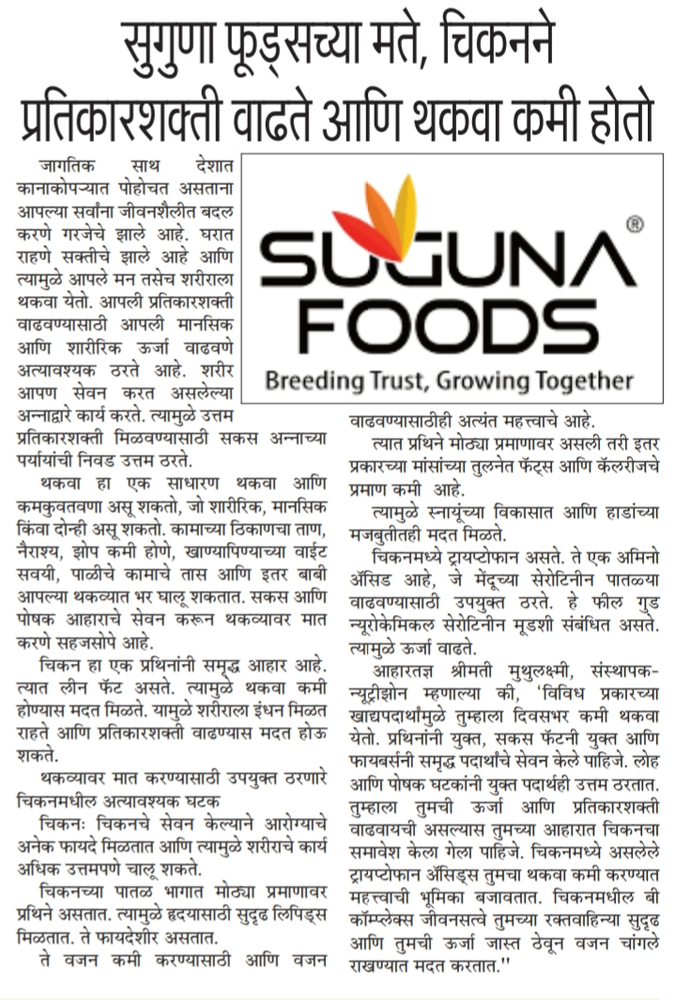 सुगुणा फूड्सच्या मते, चिकनने
प्रतिकारशक्ती वाढते आणि थकवा कमी होतो
जागतिक साथ देशात
कानाकोपऱ्यात पोहोचत असताना
आपल्या सर्वांना जीवनशैलीत बदल
करणे गरजेचे झाले आहे. घरात
राहणे सक्तीचे झाले आहे आणि
त्यामुळे आपले मन तसेच शरीराला
थकवा येतो. आपली प्रतिकारशक्ती
वाढवण्यासाठी आपली मानसिक
आणि शारीरिक ऊर्जा वाढवणे
अत्यावश्यक ठरते आहे. शरीर
आपण सेवन करत असलेल्या
अन्नाद्वारे कार्य करते. त्यामुळे उत्तम
प्रतिकारशक्ती मिळवण्यासाठी सकस अन्नाच्या
पर्यायांची निवड उत्तम ठरते.
थकवा हा एक साधारण थकवा आणि
कमकुवतवणा असू शकतो, जो शारीरिक, मानसिक
किंवा दोन्ही असू शकतो. कामाच्या ठिकाणचा ताण,
नैराश्य, झोप कमी होणे, खाण्यापिण्याच्या वाईट
सवयी, पाळीचे कामाचे तास आणि इतर बाबी
आपल्या थकव्यात भर घालू शकतात. सकस आणि
पोषक आहाराचे सेवन करून थकव्यावर मात
करणे सहजसोपे आहे.
चिकन हा एक प्रथिनांनी समृद्ध आहार आहे.
त्यात लीन फॅट असते. त्यामुळे थकवा कमी
होण्यास मदत मिळते. यामुळे शरीराला इंधन मिळत
राहते आणि प्रतिकारशक्ती वाढण्यास मदत होऊ
शकते.
थकव्यावर मात करण्यासाठी उपयुक्त ठरणारे
चिकनमधील अत्यावश्यक घटक
चिकनः चिकनचे सेवन केल्याने आरोग्याचे
अनेक फायदे मिळतात आणि त्यामुळे शरीराचे कार्य
अधिक उत्तमपणे चालू शकते.
चिकनच्या पातळ भागात मोठ्या प्रमाणावर
प्रथिने असतात. त्यामुळे हृदयासाठी सुदृढ लिपिड्स
मिळतात. ते फायदेशीर असतात.
ते वजन कमी करण्यासाठी आणि वजन
SUGUNA ®
FOODS
Breeding Trust, Growing Together
वाढवण्यासाठीही अत्यंत महत्त्वाचे आहे.
त्यात प्रथिने मोठ्या प्रमाणावर असली तरी इतर
प्रकारच्या मांसांच्या तुलनेत फॅट्स आणि कॅलरीजचे
प्रमाण कमी आहे.
त्यामुळे स्नायूंच्या विकासात आणि हाडांच्या
मजबुतीतही मदत मिळते.
चिकनमध्ये ट्रायप्टोफान असते. ते एक अमिनो
ॲसिड आहे, जे मेंदूच्या सेरोटिनीन पातळ्या
वाढवण्यासाठी उपयुक्त ठरते. हे फील गुड
न्यूरोकेमिकल सेरोटिनीन मूडशी संबंधित असते.
त्यामुळे ऊर्जा वाढते.
आहारतज्ञ श्रीमती मुथुलक्ष्मी, संस्थापक-
न्यूट्रीझोन म्हणाल्या की, 'विविध प्रकारच्या
खाद्यपदार्थांमुळे तुम्हाला दिवसभर कमी थकवा
येतो. प्रथिनांनी युक्त, सकस फॅटनी युक्त आणि
फायबर्सनी समृद्ध पदार्थांचे सेवन केले पाहिजे. लोह
आणि पोषक घटकांनी युक्त पदार्थही उत्तम ठरतात.
तुम्हाला तुमची ऊर्जा आणि प्रतिकारशक्ती
वाढवायची असल्यास तुमच्या आहारात चिकनचा
समावेश केला गेला पाहिजे. चिकनमध्ये असलेले
ट्रायप्टोफान ॲसिड्स तुमचा थकवा कमी करण्यात
महत्त्वाची भूमिका बजावतात. चिकनमधील बी
कॉम्प्लेक्स जीवनसत्वे तुमच्या रक्तवाहिन्या सुदृढ
आणि तुमची ऊर्जा जास्त ठेवून वजन चांगले
राखण्यात मदत करतात."